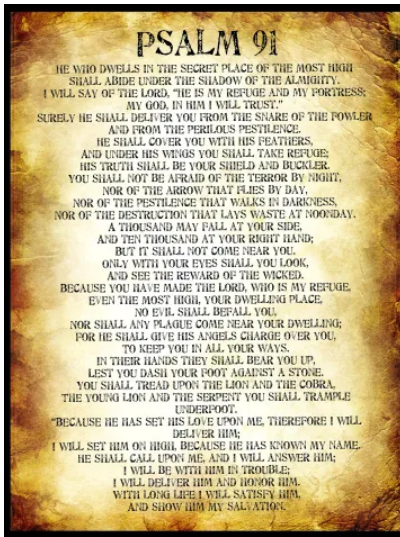 PSALM 91
HE WHO DWELLS IN THE SECRET PLACE OF THE MOST HIGH
SHALL ABIDE UNDER THE SHADOW OF THE ALMIGHTY.
I WILL SAY OF THE LORD, "HE IS MY REFUGE AND MY FORTRESS;
MY GOD, IN HIM I WILL TRUST."
SURELY HE SHALL DELIVER YOU FROM THE SNARE OF THE FOWLER
AND FROM THE PERILOUS PESTILENCE.
HE SHALL COVER YOU WITH HIS FEATHERS,
AND UNDER HIS WINGS YOU SHALL TAKE REFUGE;
HIS TRUTH SHALL BE YOUR SHIELD AND BUCKLER.
YOU SHALL NOT BE AFRAID OF THE TERROR BY NIGHT,
NOR OF THE ARROW THAT FLIES BY DAY,
NOR OF THE PESTILENCE THAT WALKS IN DARKNESS,
NOR OF THE DESTRUCTION THAT LAYS WASTE AT NOONDAY.
A THOUSAND MAY FALL AT YOUR SIDE,
AND TEN THOUSAND AT YOUR RIGHT HAND;
BUT IT SHALL NOT COME NEAR YOU.
ONLY WITH YOUR EYES SHALL YOU LOOK,
AND SEE THE REWARD OF THE WICKED.
BECAUSE YOU HAVE MADE THE LORD, WHO IS MY REFUGE,
EVEN THE MOST HIGH, YOUR DWELLING PLACE,
NO EVIL SHALL BEFALL YOU,
NOR SHALL ANY PLAGUE COME NEAR YOUR DWELLING;
FOR HE SHALL GIVE HIS ANGELS CHARGE OVER YOU,
TO KEEP YOU IN ALL YOUR WAYS.
IN THEIR HANDS THEY SHALL BEAR YOU UP,
LEST YOU DASH YOUR FOOT AGAINST A STONE.
YOU SHALL TREAD UPON THE LION AND THE COBRA,
THE YOUNG LION AND THE SERPENT YOU SHALL TRAMPLE
UNDERFOOT.
"BECAUSE HE HAS SET HIS LOVE UPON ME, THEREFORE I WILL
DELIVER HIM;
I WILL SET HIM ON HIGH, BECAUSE HE HAS KNOWN MY NAME.
HE SHALL CALL UPON ME, AND I WILL ANSWER HIM;
I WILL BE WITH HIM IN TROUBLE;
I WILL DELIVER HIM AND HONOR HIM.
WITH LONG LIFE I WILL SATISFY HIM,
AND SHOW HIM MY SALVATION.